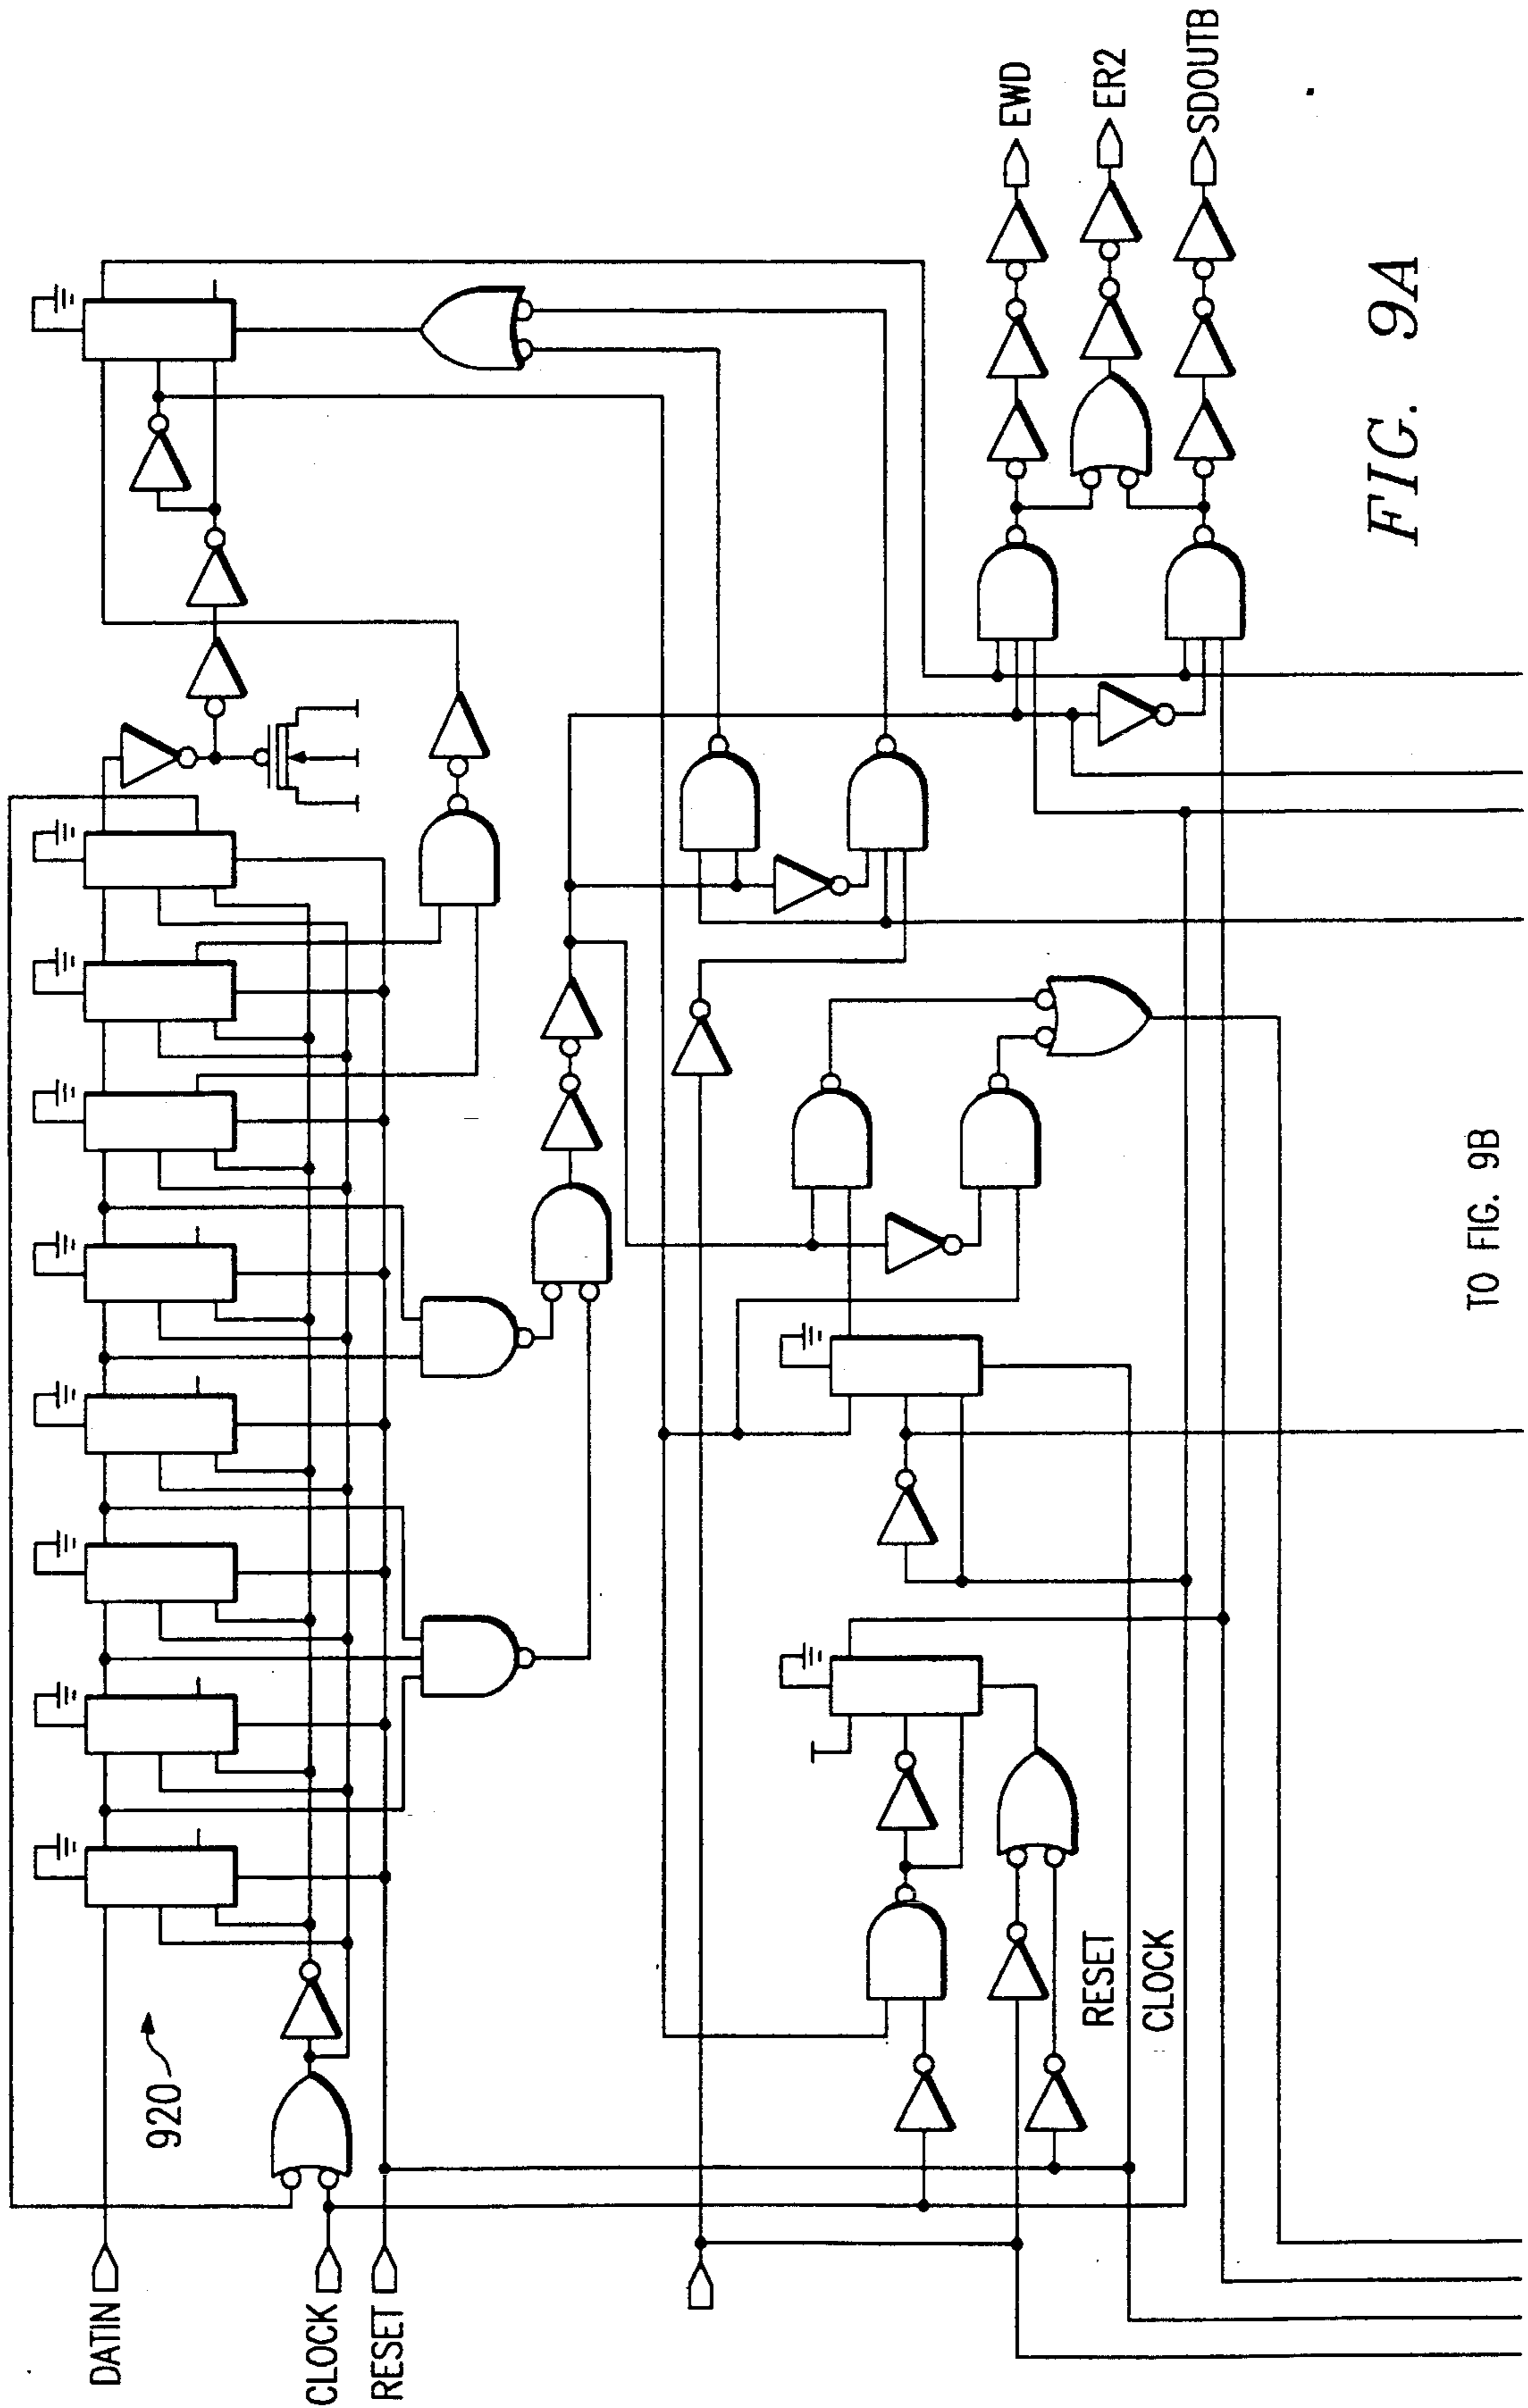 DATIN
920
CLOCK
RESET
RESET
CLOCK
EWD
ER2
SDOUTB
TO FIG. 9B
FIG. 9A